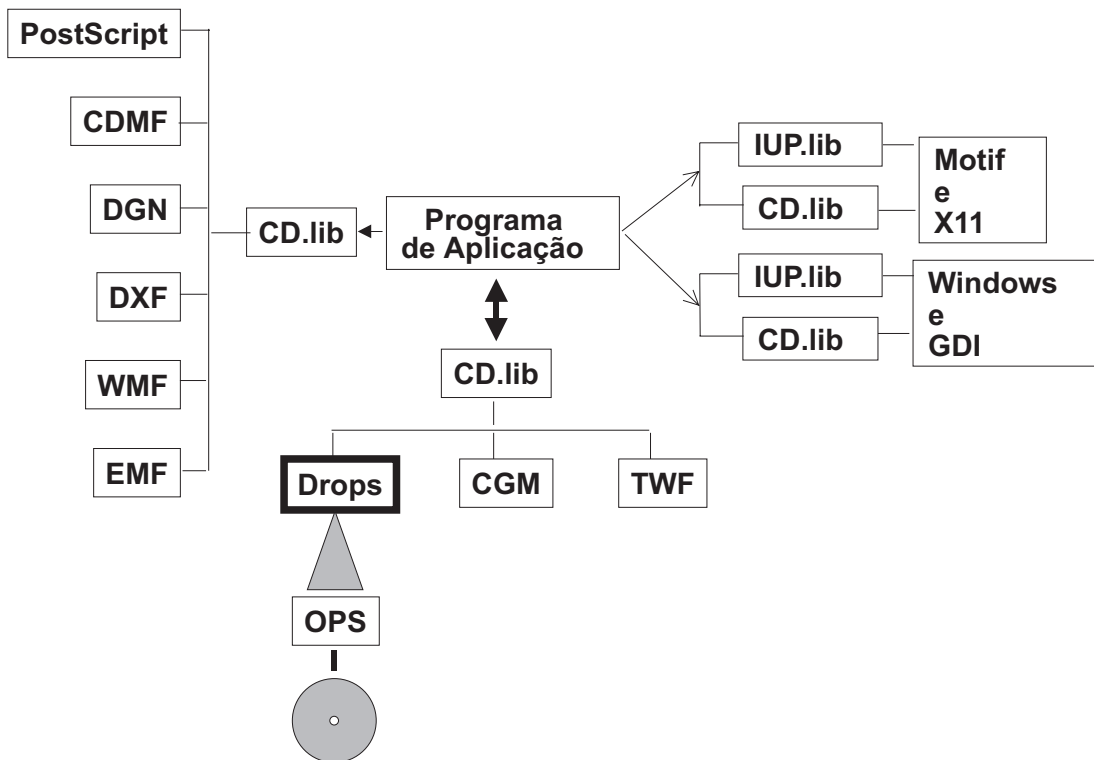 PostScript
CDMF
DGN
DXF
WMF
EMF
CD.lib
Programa
de Aplicação
IUP.lib
CD.lib
Motif
e
X11
IUP.lib
CD.lib
Windows
e
GDI
CD.lib
Drops
CGM
TWF
OPS